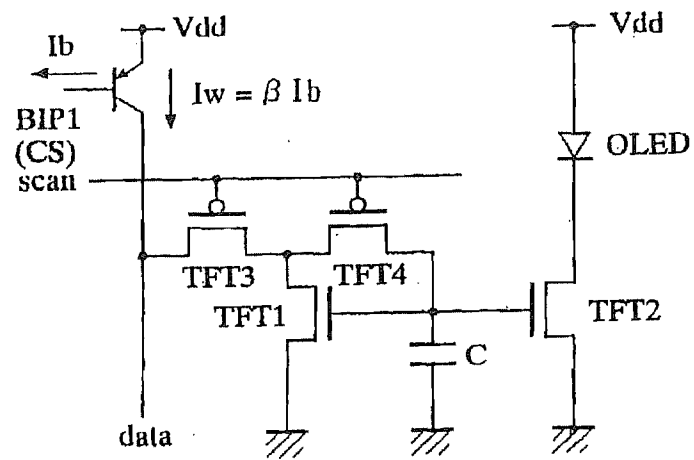 Vdd
Vdd
Ib
Iw = β Ib
BIP1
(CS)
scan
OLED
TFT3
TFT4
TFT1
TFT2
C
data